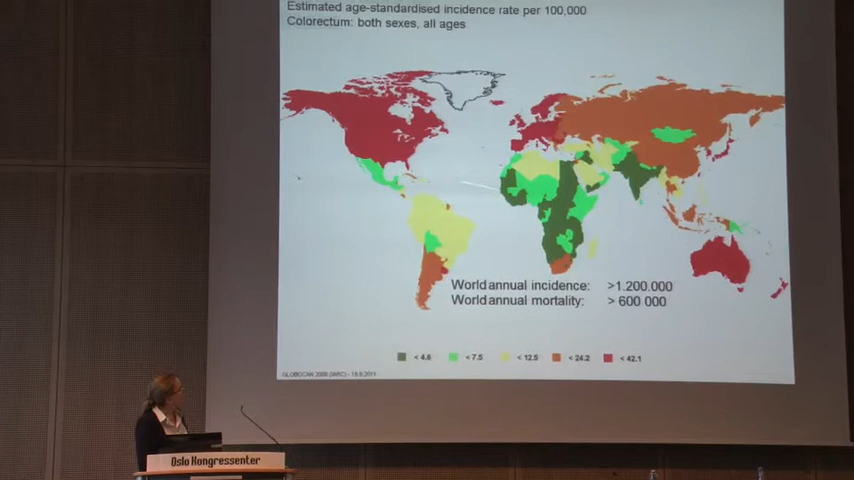 Estimated age-standardised incidence rate per 100,000
Colorectum: both sexes, all ages
World annual incidence: >1.200.000
World annual mortality: > 600 000
< 4.6 < 7.5 < 12.5 < 24.2 < 42.1
GLOBOCAN 2008 (IARC) - 18.8.2011
Oslo Kongressenter